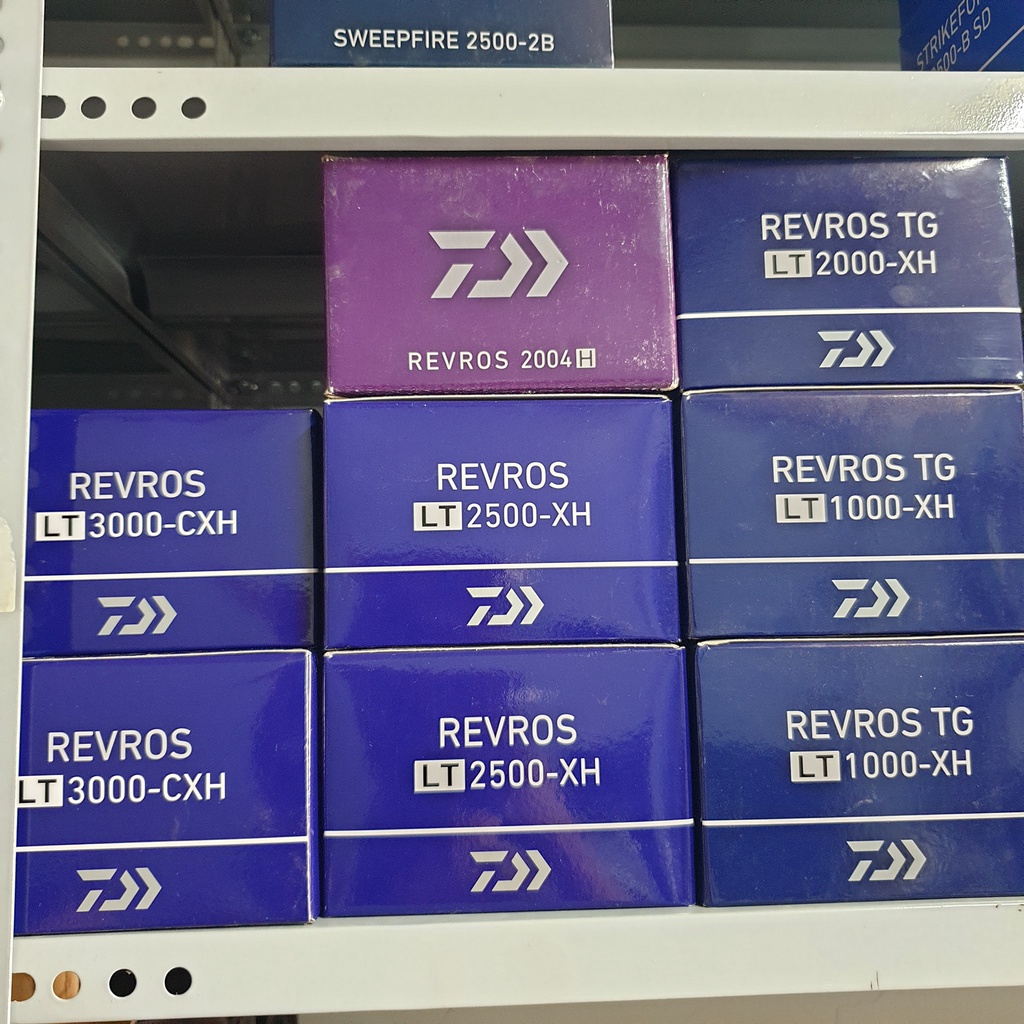 SWEEPFIRE 2500-2B
REVROS 2004H
REVROS TG
LT 2000-XH
REVROS
LT 3000-CXH
REVROS
LT 2500-XH
REVROS TG
LT 1000-XH
REVROS
LT 3000-CXH
REVROS
LT 2500-XH
REVROS TG
LT 1000-XH